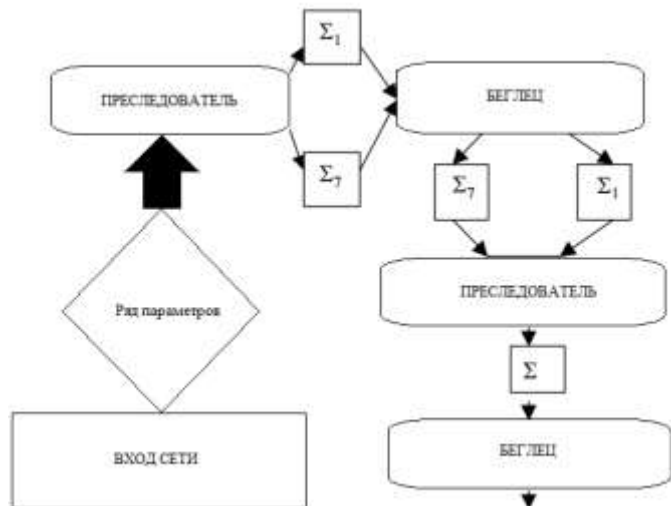 Σ1
ПРЕСЛЕДОВАТЕЛЬ
БЕГЛЕЦ
Σ7
Σ7
Σ1
ПРЕСЛЕДОВАТЕЛЬ
Ряд параметров
Σ
БЕГЛЕЦ
ВХОД СЕТИ